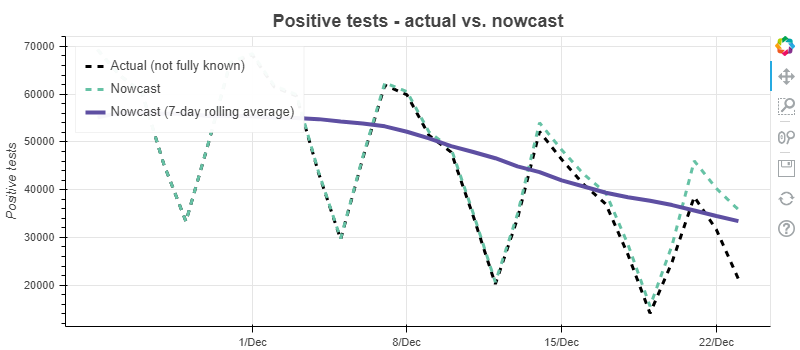 Positive tests - actual vs. nowcast
70000
60000
50000
40000
30000
20000
Positive tests
Actual (not fully known)
Nowcast
Nowcast (7-day rolling average)
1/Dec
8/Dec
15/Dec
22/Dec